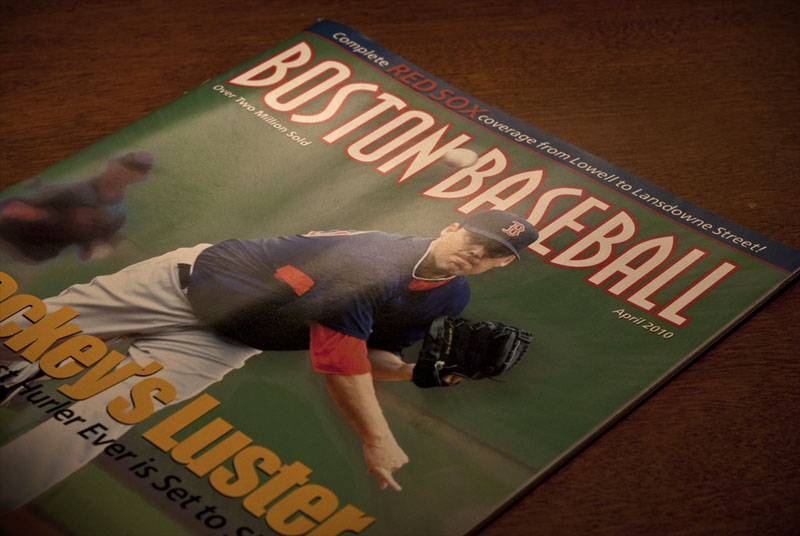 Complete RED SOX coverage from Lowell to Lansdowne Street!
BOSTON BASEBALL
Over Two Million Sold
April 2010
B
ockey's Luster
t Hurler Ever is Set to S